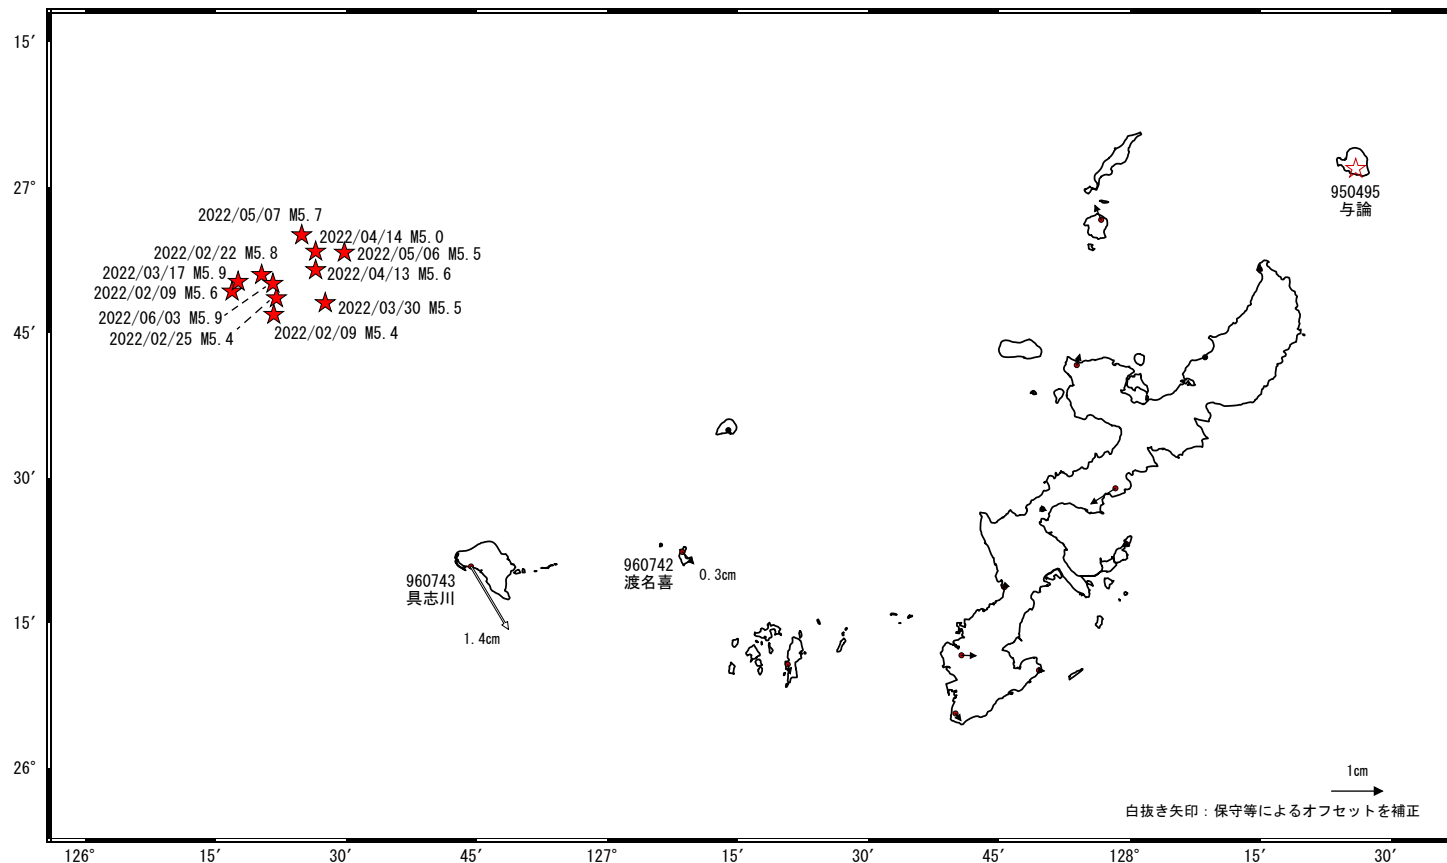 15′
27°
45′
30′
15′
26°
950495
与論
2022/05/07 M5.7
2022/04/14 M5.0
2022/02/22 M5.8
2022/05/06 M5.5
2022/03/17 M5.9
2022/04/13 M5.6
2022/02/09 M5.6
2022/03/30 M5.5
2022/06/03 M5.9
2022/02/25 M5.4
2022/02/09 M5.4
960743
具志川
1.4cm
960742
渡名喜
0.3cm
1cm
白抜き矢印：保守等によるオフセットを補正
126° 15′ 30′ 45′ 127° 15′ 30′ 45′ 128° 15′ 30′